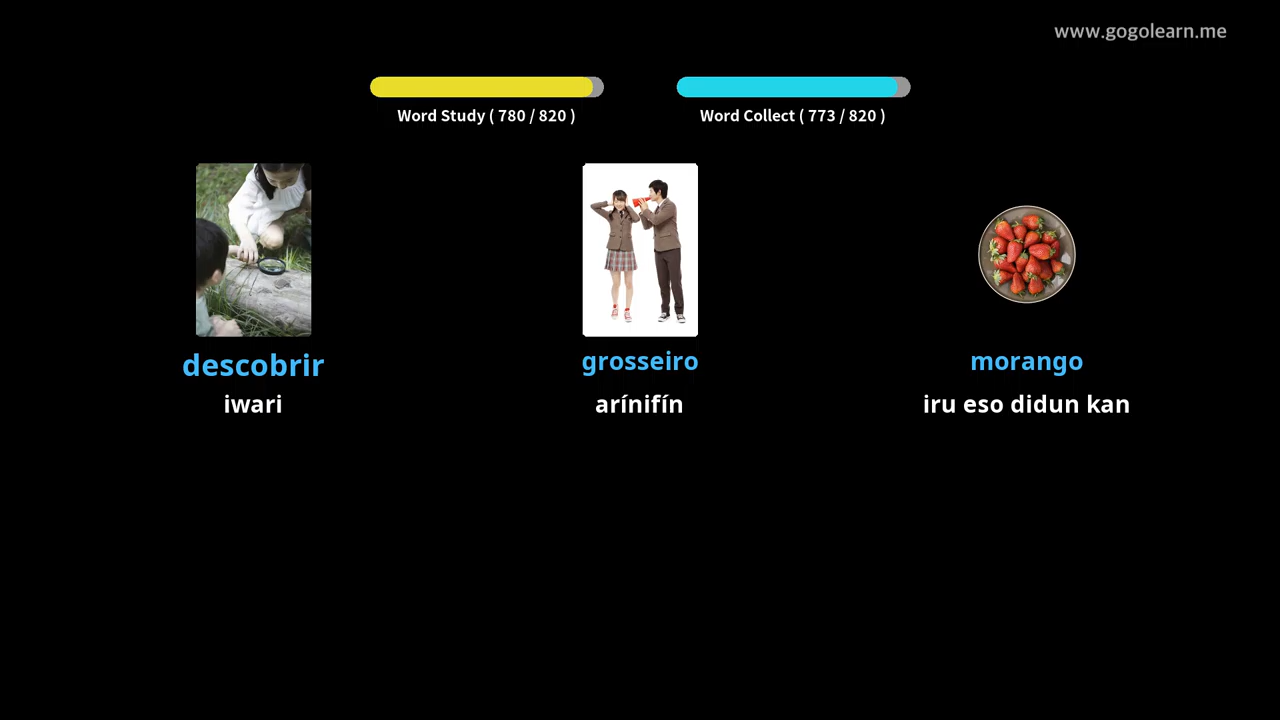 www.gogolearn.me
Word Study ( 780 / 820 )
Word Collect ( 773 / 820 )
descobrir
grosseiro
morango
iwari
arínifín
iru eso didun kan